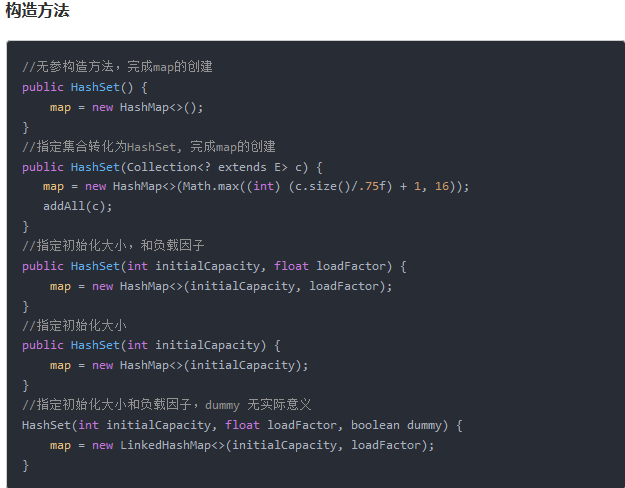 构造方法
//无参构造方法，完成map的创建
public HashSet() {
    map = new HashMap<>();
}
//指定集合转化为HashSet, 完成map的创建
public HashSet(Collection<? extends E> c) {
   map = new HashMap<>(Math.max((int) (c.size()/.75f) + 1, 16));
   addAll(c);
}
//指定初始化大小，和负载因子
public HashSet(int initialCapacity, float loadFactor) {
    map = new HashMap<>(initialCapacity, loadFactor);
}
//指定初始化大小
public HashSet(int initialCapacity) {
    map = new HashMap<>(initialCapacity);
}
//指定初始化大小和负载因子，dummy 无实际意义
HashSet(int initialCapacity, float loadFactor, boolean dummy) {
    map = new LinkedHashMap<>(initialCapacity, loadFactor);
}